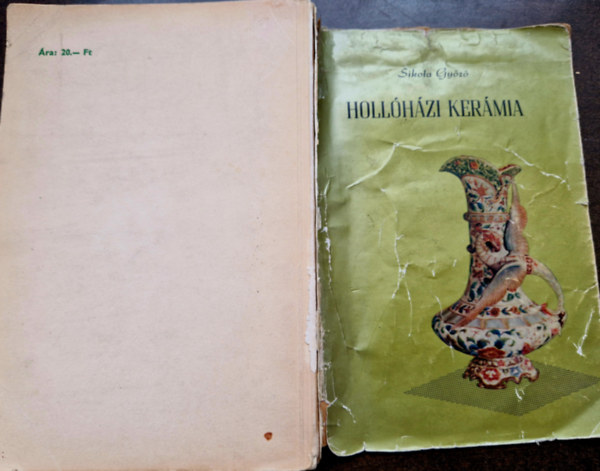 Ára: 20.— Ft
Sikota Győző
HOLLÓHÁZI KERÁMIA